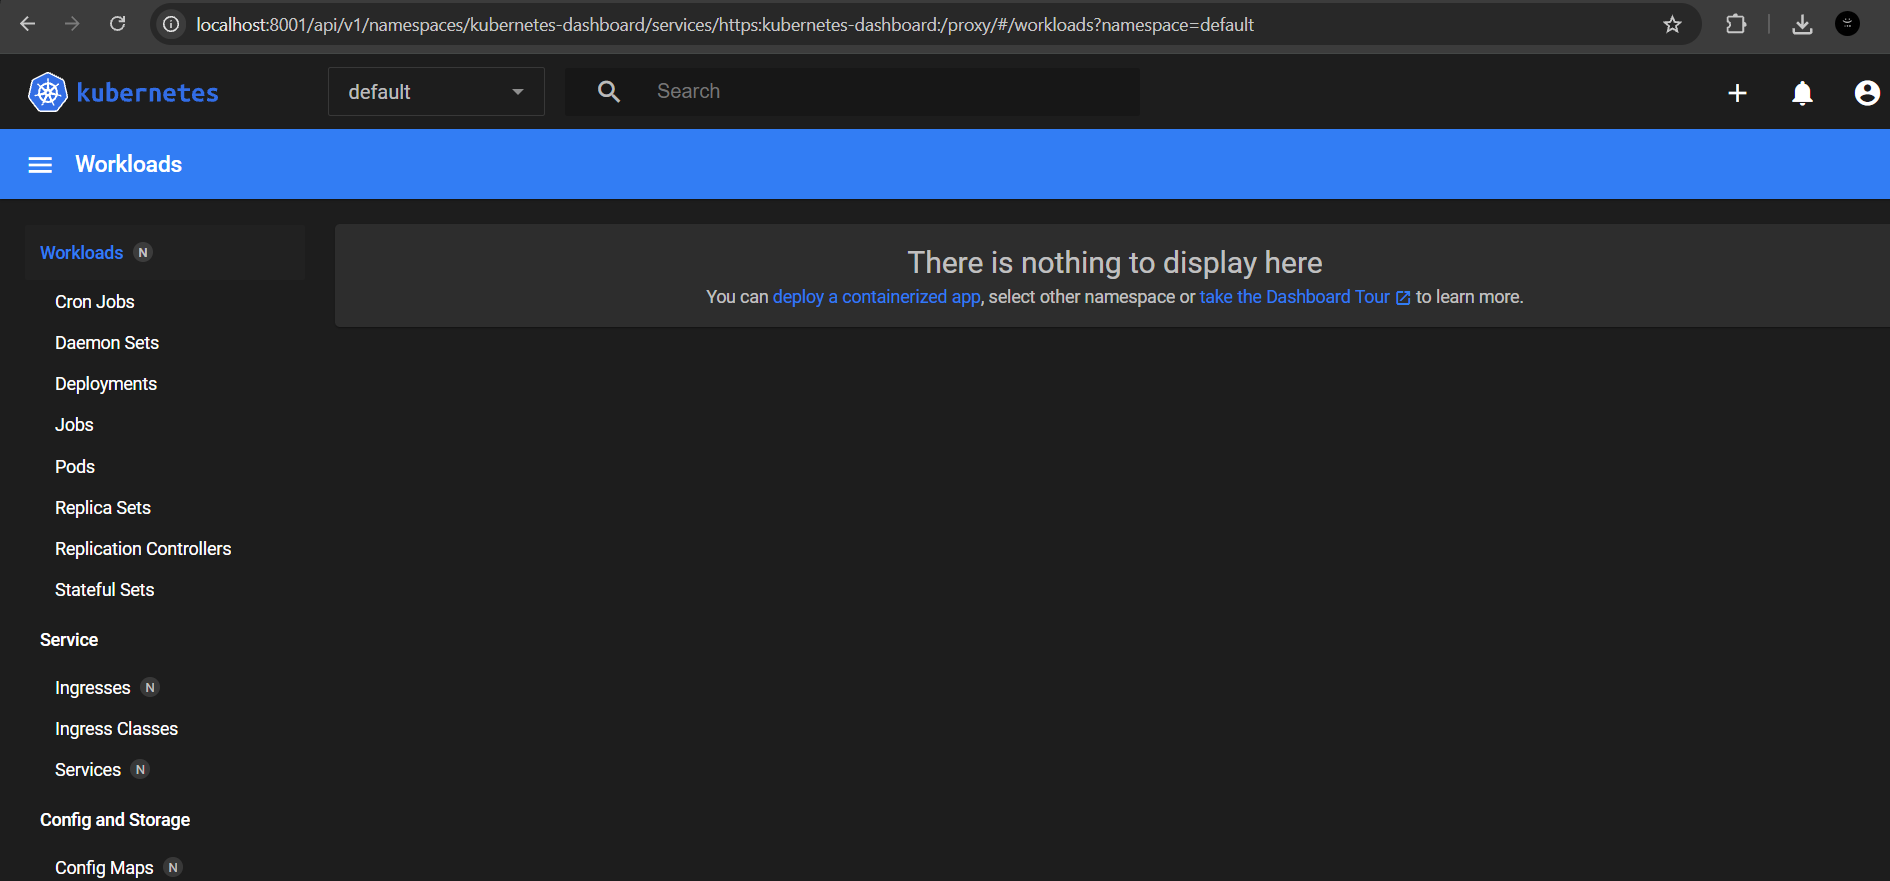 localhost:8001/api/v1/namespaces/kubernetes-dashboard/services/https:kubernetes-dashboard:/proxy/#/workloads?namespace=default
kubernetes
default
Search
Workloads
Workloads N
Cron Jobs
Daemon Sets
Deployments
Jobs
Pods
Replica Sets
Replication Controllers
Stateful Sets
Service
Ingresses N
Ingress Classes
Services N
Config and Storage
Config Maps N
There is nothing to display here
You can deploy a containerized app, select other namespace or take the Dashboard Tour to learn more.